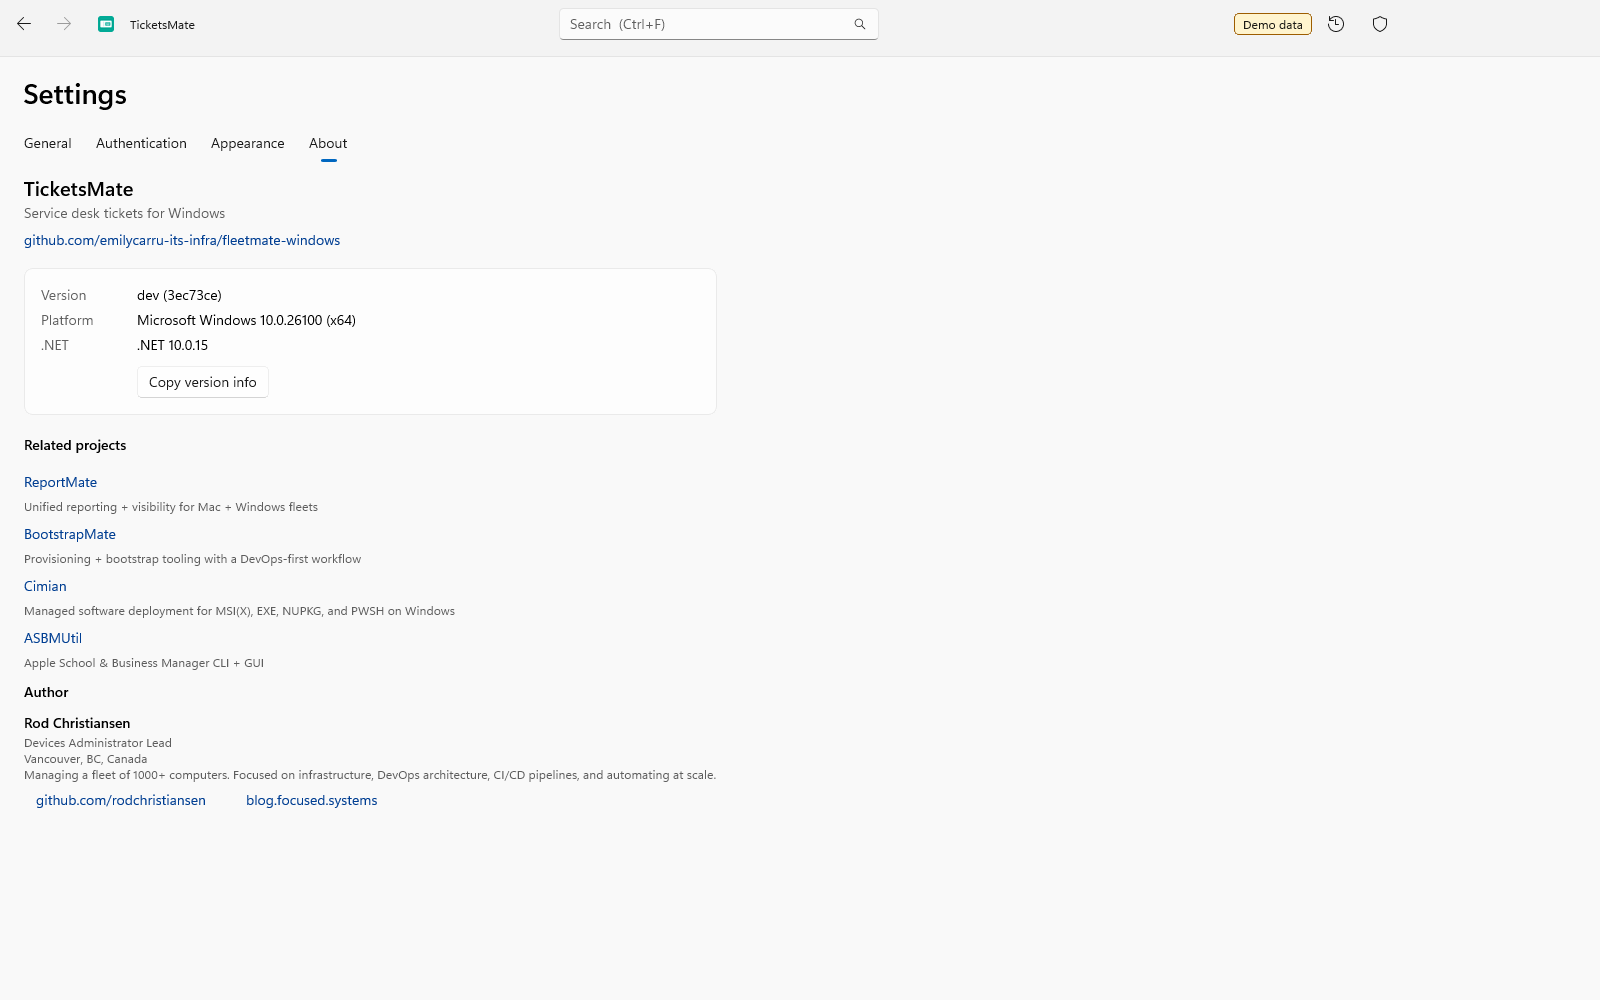 TicketsMate
Search (Ctrl+F)
Demo data
Settings
General Authentication Appearance About
TicketsMate
Service desk tickets for Windows
github.com/emilycarru-its-infra/fleetmate-windows
Version dev (3ec73ce)
Platform Microsoft Windows 10.0.26100 (x64)
.NET .NET 10.0.15
Copy version info
Related projects
ReportMate
Unified reporting + visibility for Mac + Windows fleets
BootstrapMate
Provisioning + bootstrap tooling with a DevOps-first workflow
Cimian
Managed software deployment for MSI(X), EXE, NUPKG, and PWSH on Windows
ASBMUtil
Apple School & Business Manager CLI + GUI
Author
Rod Christiansen
Devices Administrator Lead
Vancouver, BC, Canada
Managing a fleet of 1000+ computers. Focused on infrastructure, DevOps architecture, CI/CD pipelines, and automating at scale.
github.com/rodchristiansen blog.focused.systems